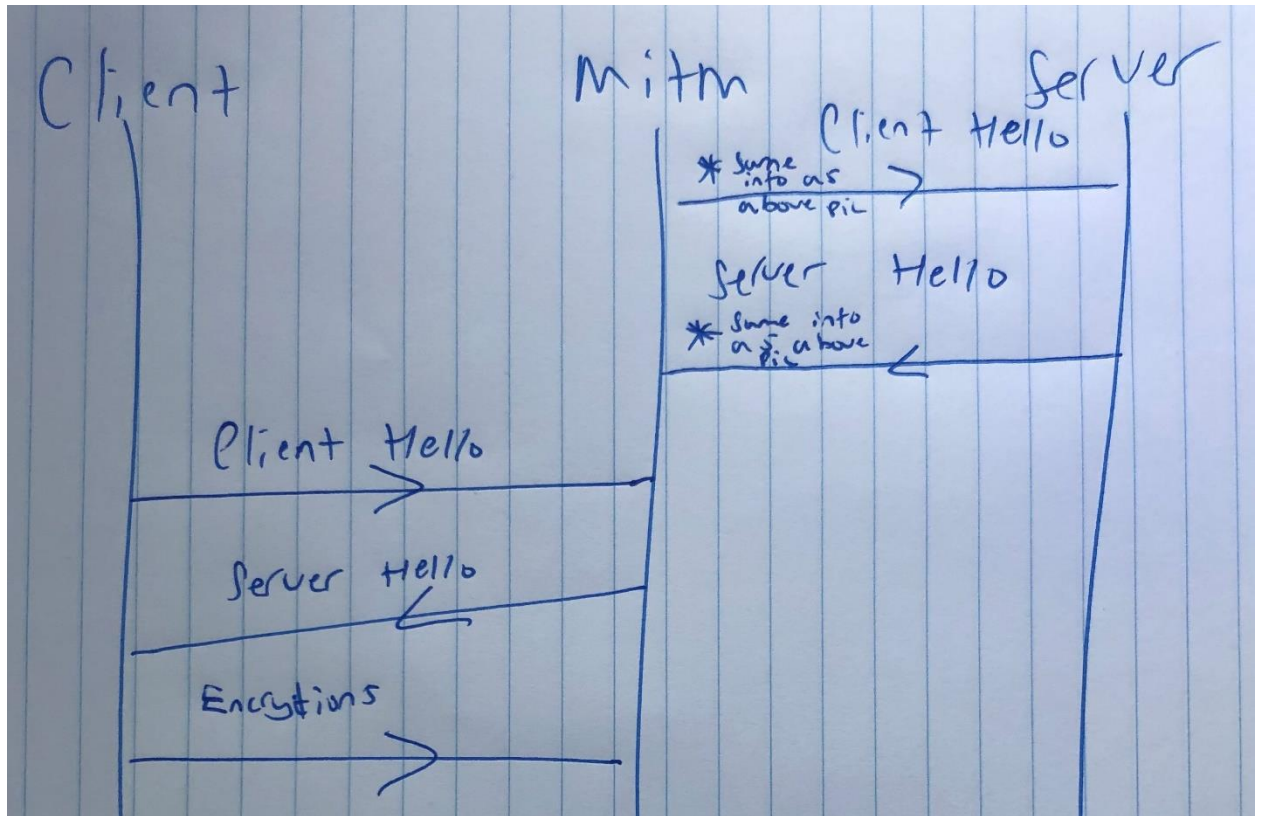 Client Mitm Server
Client Hello
* Same
info as
above pic
Server Hello
* Same info
as above
pic
Client Hello
Server Hello
Encrytions